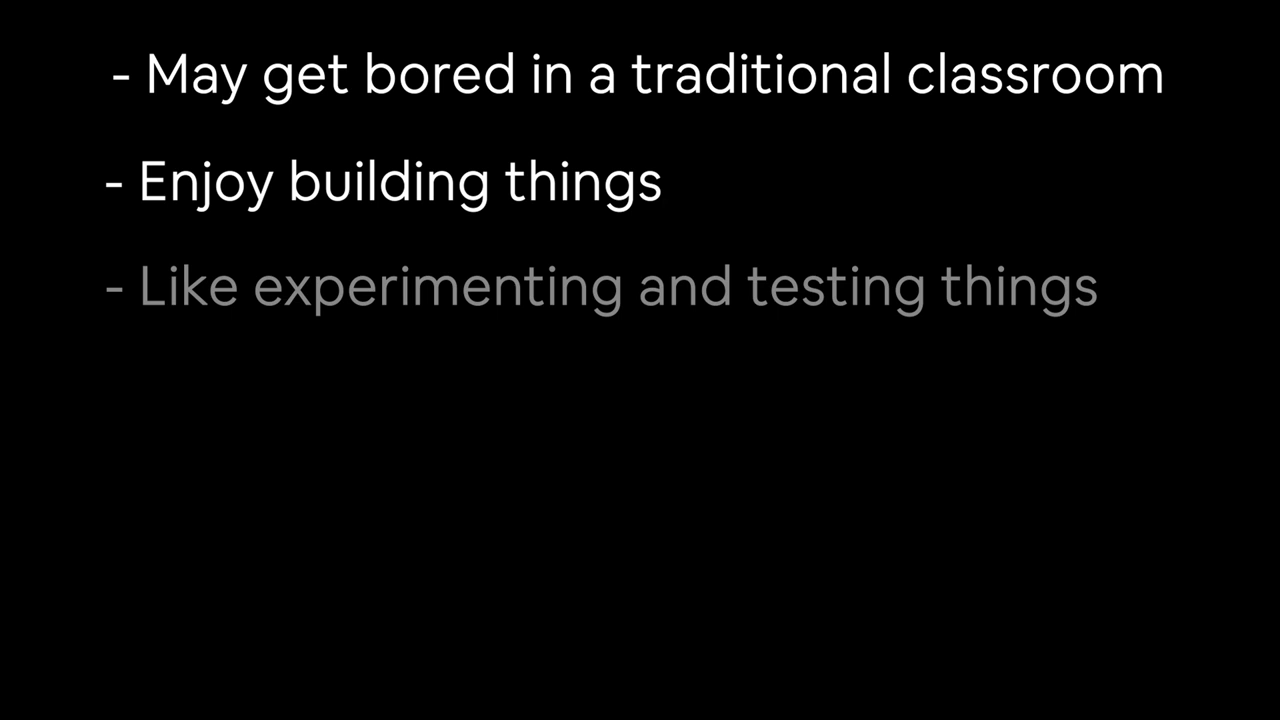 - May get bored in a traditional classroom
- Enjoy building things
- Like experimenting and testing things